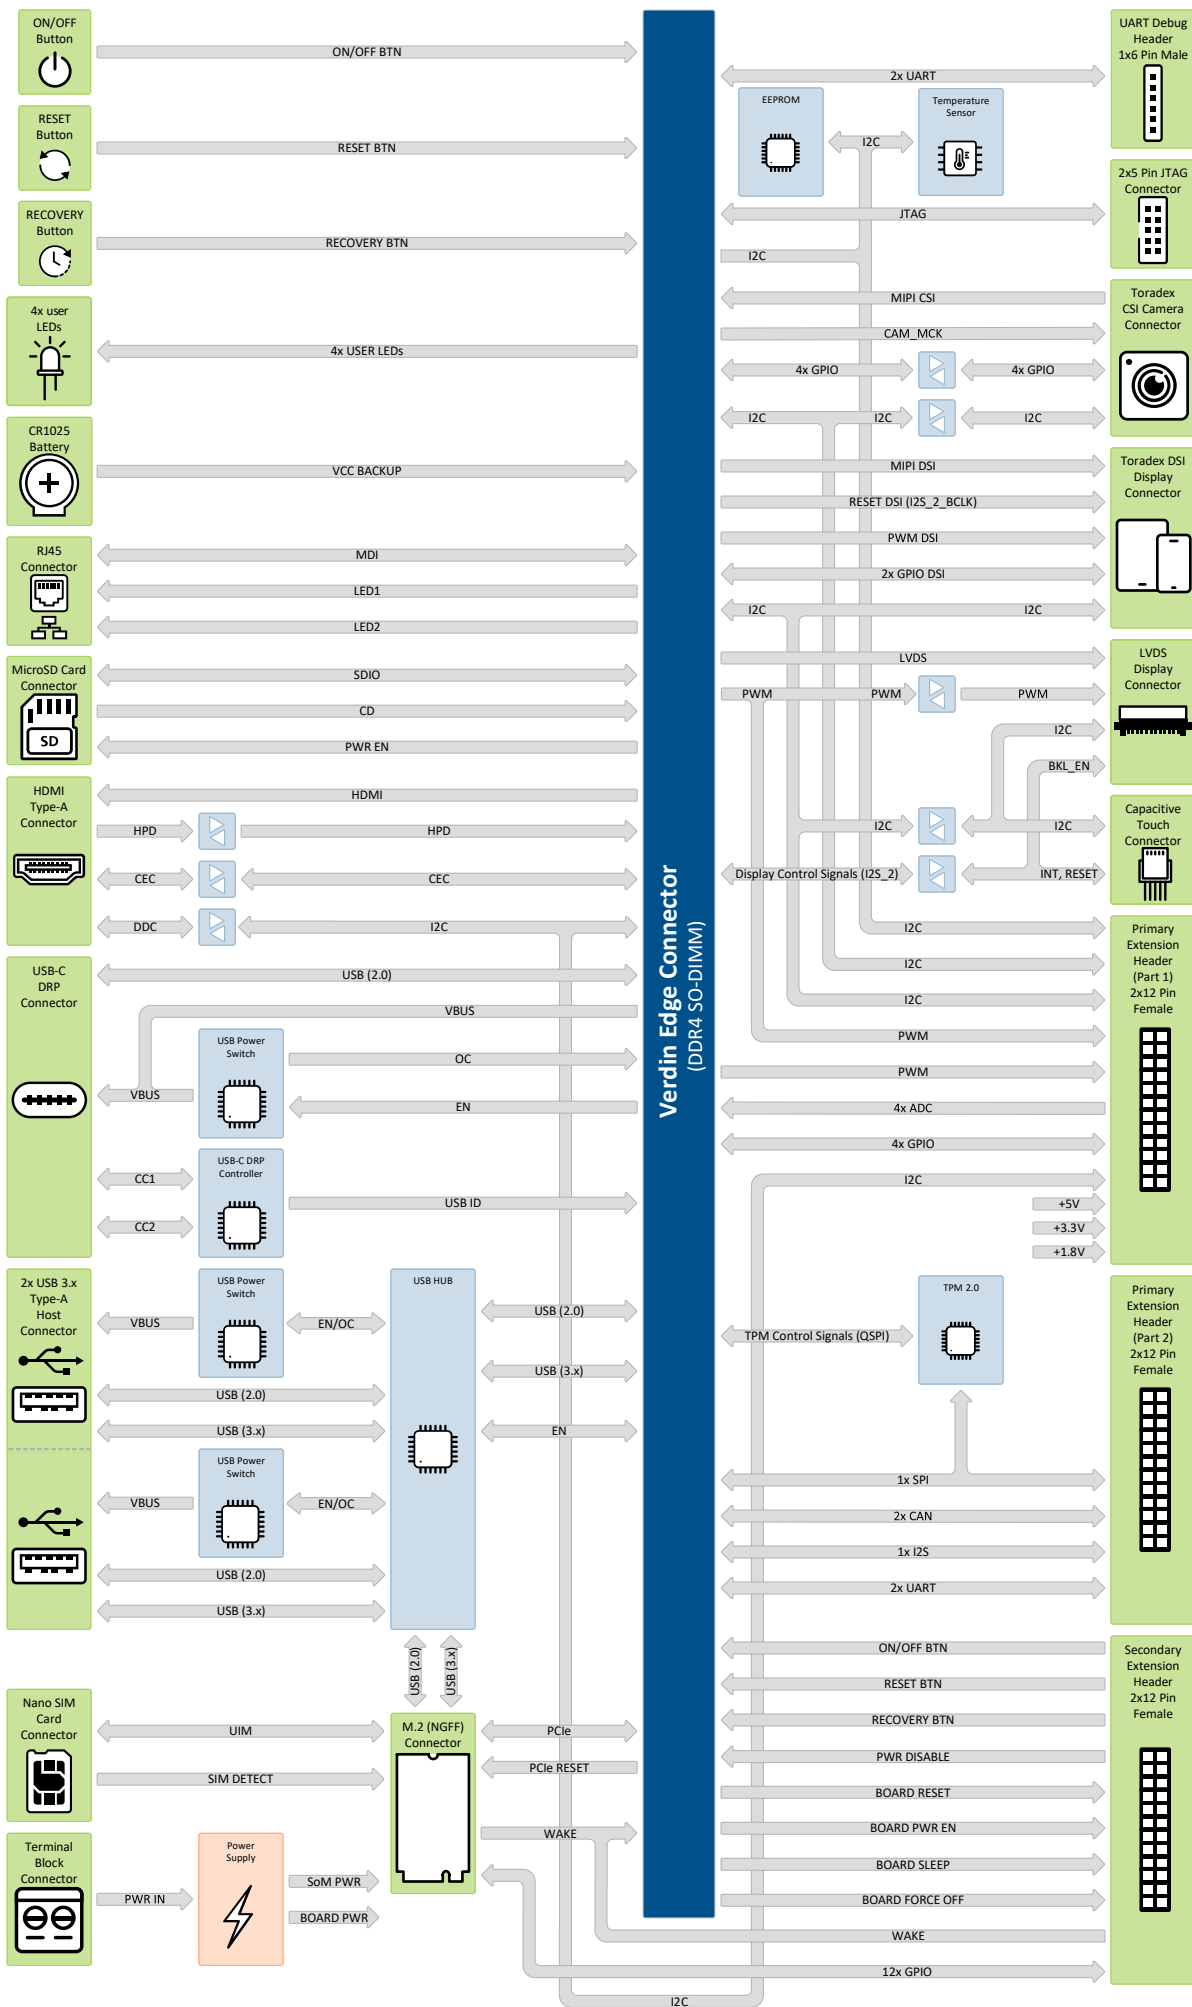 ON/OFF
Button
ON/OFF BTN
RESET
Button
RESET BTN
RECOVERY
Button
RECOVERY BTN
4x user
LEDs
4x USER LEDs
CR1025
Battery
VCC BACKUP
RJ45
Connector
MDI
LED1
LED2
MicroSD Card
Connector
SD
SDIO
CD
PWR EN
HDMI
Type-A
Connector
HDMI
HPD
HPD
CEC
CEC
DDC
I2C
USB-C
DRP
Connector
USB (2.0)
VBUS
USB Power
Switch
OC
VBUS
EN
USB-C DRP
Controller
CC1
USB ID
CC2
2x USB 3.x
Type-A
Host
Connector
USB Power
Switch
VBUS
EN/OC
USB HUB
USB (2.0)
USB (3.x)
EN
USB (2.0)
USB (3.x)
USB Power
Switch
VBUS
EN/OC
USB (2.0)
USB (3.x)
USB (2.0)
USB (3.x)
Nano SIM
Card
Connector
UIM
SIM DETECT
M.2 (NGFF)
Connector
PCIe
PCIe RESET
WAKE
Terminal
Block
Connector
PWR IN
Power
Supply
SoM PWR
BOARD PWR
Verdin Edge Connector
(DDR4 SO-DIMM)
UART Debug
Header
1x6 Pin Male
2x UART
EEPROM
Temperature
Sensor
I2C
2x5 Pin JTAG
Connector
JTAG
I2C
Toradex
CSI Camera
Connector
MIPI CSI
CAM_MCK
4x GPIO
4x GPIO
I2C
I2C
I2C
Toradex DSI
Display
Connector
MIPI DSI
RESET DSI (I2S_2_BCLK)
PWM DSI
2x GPIO DSI
I2C
I2C
LVDS
Display
Connector
LVDS
PWM
PWM
PWM
I2C
BKL_EN
Capacitive
Touch
Connector
I2C
I2C
Display Control Signals (I2S_2)
INT, RESET
Primary
Extension
Header
(Part 1)
2x12 Pin
Female
I2C
I2C
I2C
PWM
PWM
4x ADC
4x GPIO
I2C
+5V
+3.3V
+1.8V
Primary
Extension
Header
(Part 2)
2x12 Pin
Female
TPM 2.0
TPM Control Signals (QSPI)
1x SPI
2x CAN
1x I2S
2x UART
Secondary
Extension
Header
2x12 Pin
Female
ON/OFF BTN
RESET BTN
RECOVERY BTN
PWR DISABLE
BOARD RESET
BOARD PWR EN
BOARD SLEEP
BOARD FORCE OFF
WAKE
12x GPIO
I2C